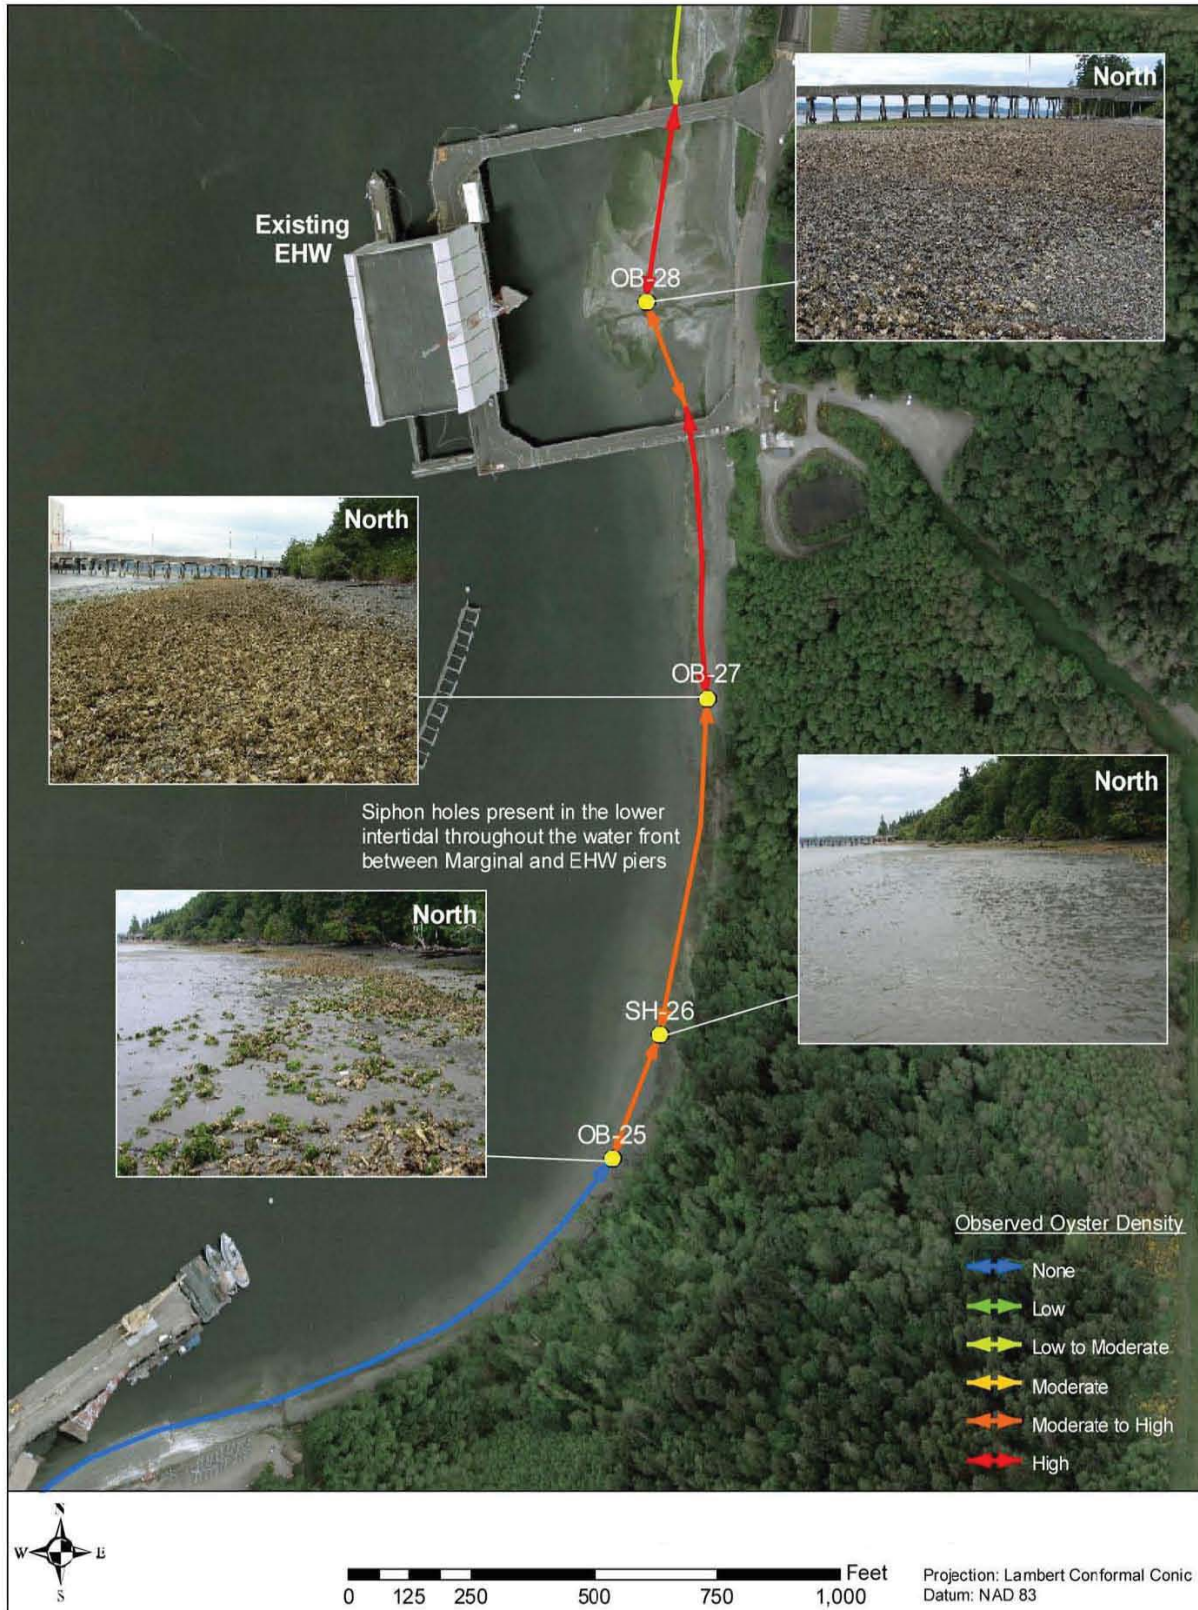 North
Existing
EHW
OB-28
North
OB-27
North
Siphon holes present in the lower
intertidal throughout the water front
between Marginal and EHW piers
North
SH-26
OB-25
Observed Oyster Density
None
Low
Low to Moderate
Moderate
Moderate to High
High
N
W E
S
Feet
0 125 250 500 750 1,000
Projection: Lambert Conformal Conic
Datum: NAD 83